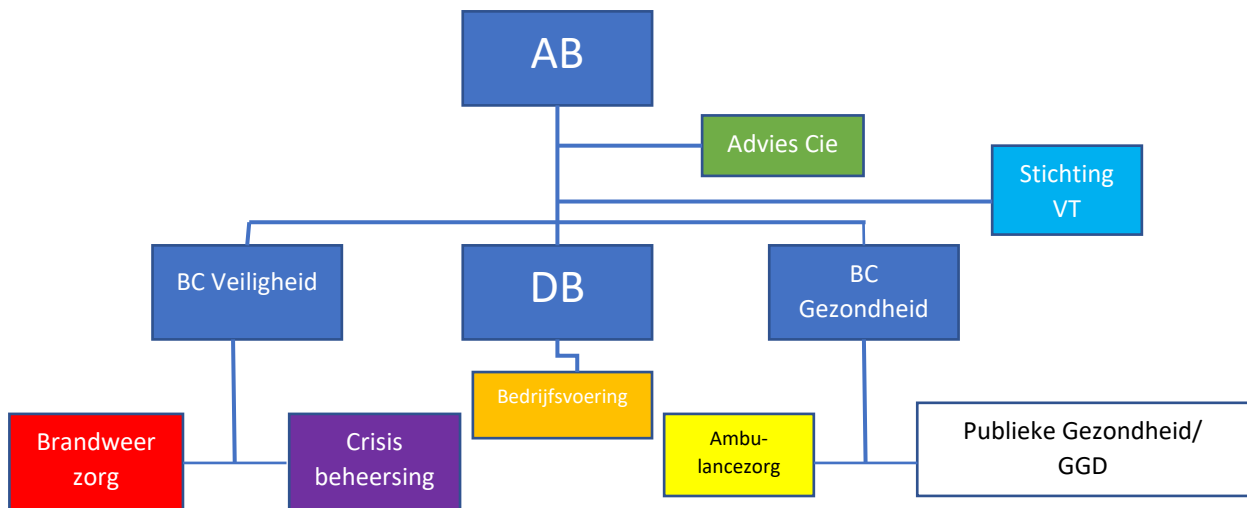 AB
Advies Cie
Stichting
VT
BC Veiligheid
DB
BC
Gezondheid
Bedrijfsvoering
Brandweer
zorg
Crisis
beheersing
Ambu-
lancezorg
Publieke Gezondheid/
GGD